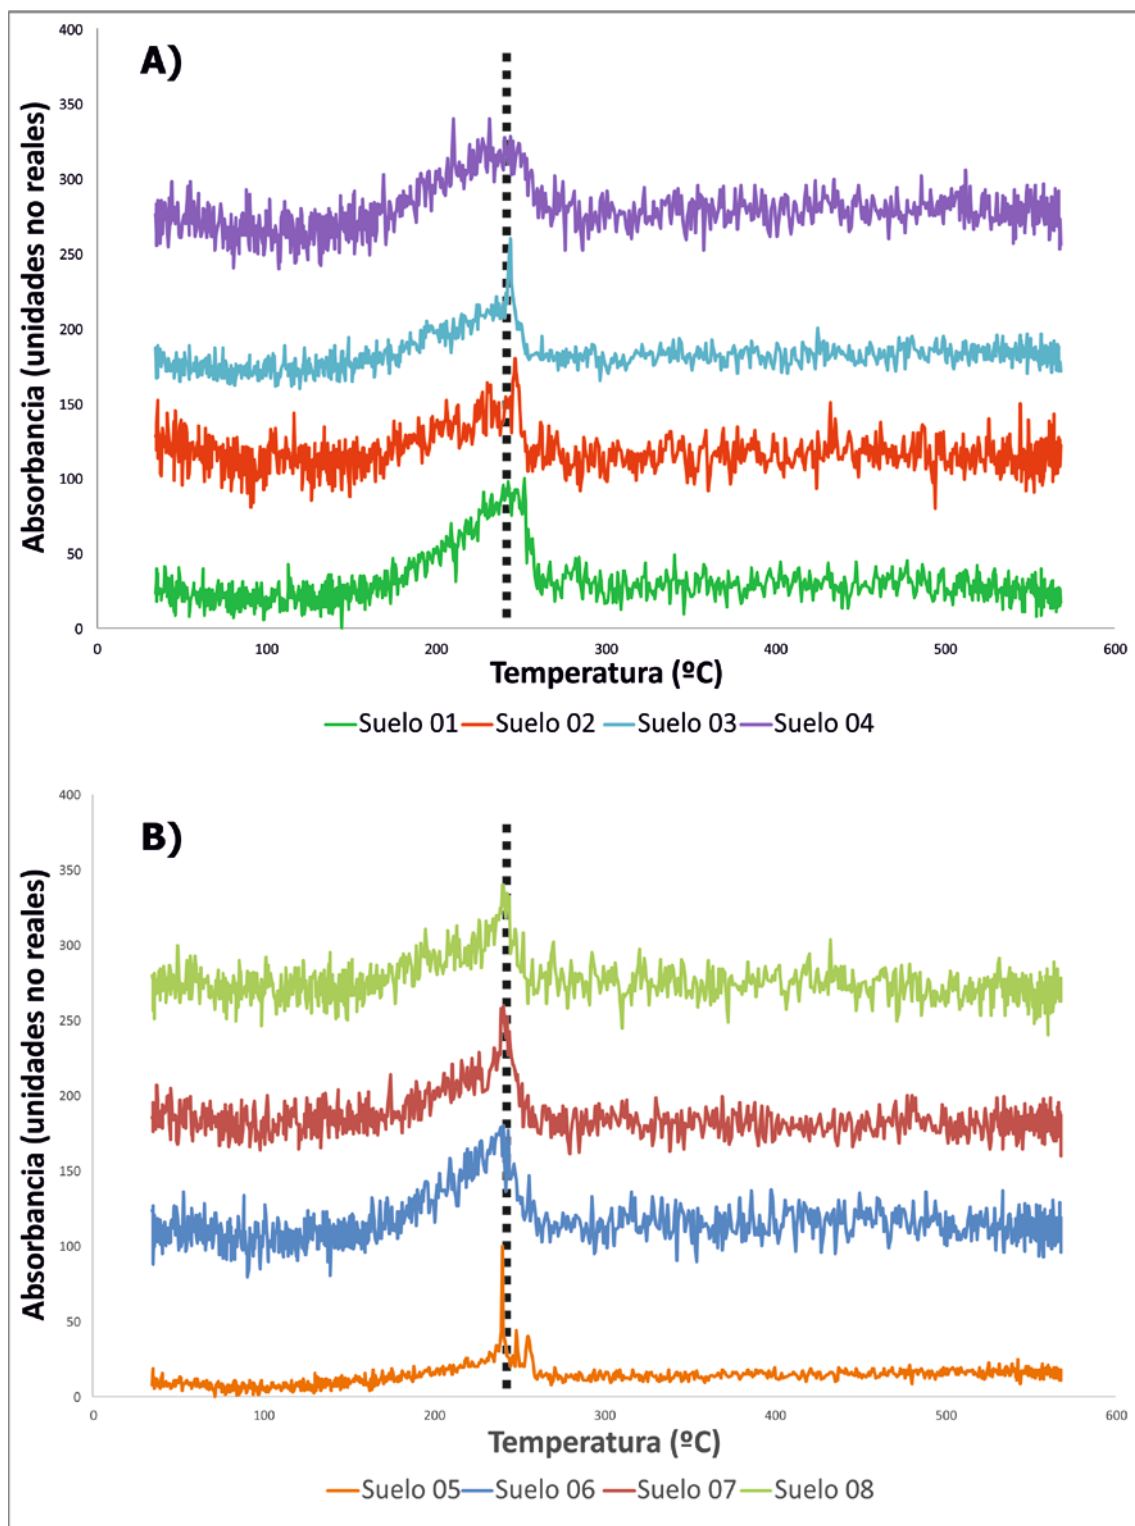 A)
Absorbancia (unidades no reales)
400
350
300
250
200
150
100
50
0
0 100 200 300 400 500 600
Temperatura (ºC)
Suelo 01 Suelo 02 Suelo 03 Suelo 04
B)
Absorbancia (unidades no reales)
400
350
300
250
200
150
100
50
0
0 100 200 300 400 500 600
Temperatura (ºC)
Suelo 05 Suelo 06 Suelo 07 Suelo 08